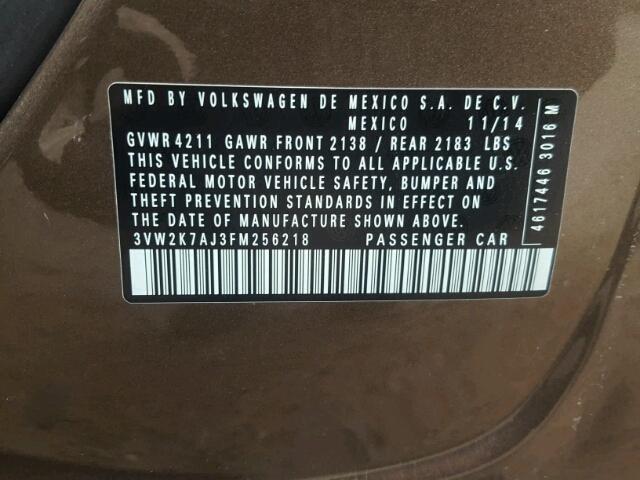 MFD BY VOLKSWAGEN DE MEXICO S.A. DE C.V.
MEXICO 11/14
GVWR 4211 GAWR FRONT 2138 / REAR 2183 LBS
THIS VEHICLE CONFORMS TO ALL APPLICABLE U.S.
FEDERAL MOTOR VEHICLE SAFETY, BUMPER AND
THEFT PREVENTION STANDARDS IN EFFECT ON
THE DATE OF MANUFACTURE SHOWN ABOVE.
3VW2K7AJ3FM256218 PASSENGER CAR
4617446 3016 M